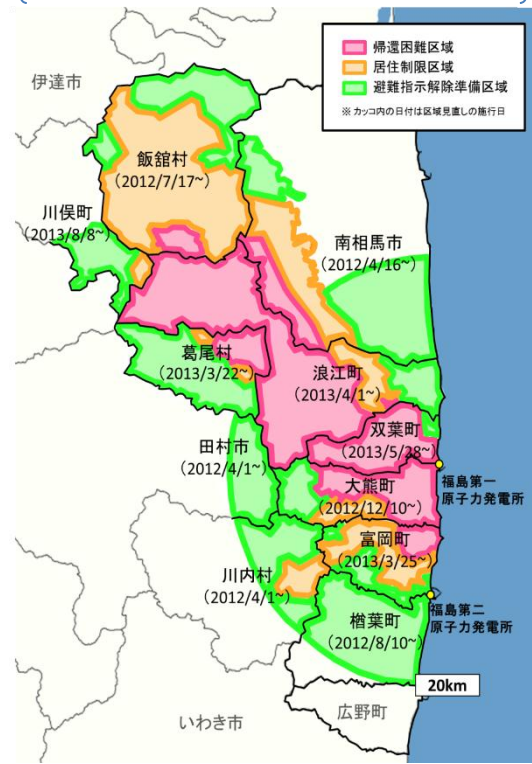 帰還困難区域
居住制限区域
避難指示解除準備区域
※ カッコ内の日付は区域見直しの施行日
伊達市
飯舘村
(2012/7/17~)
川俣町
(2013/8/8~)
南相馬市
(2012/4/16~)
葛尾村
(2013/3/22~)
浪江町
(2013/4/1~)
双葉町
(2013/5/28~)
田村市
(2012/4/1~)
福島第一
原子力発電所
大熊町
(2012/12/10~)
富岡町
(2013/3/25~)
川内村
(2012/4/1~)
福島第二
原子力発電所
楢葉町
(2012/8/10~)
20km
広野町
いわき市